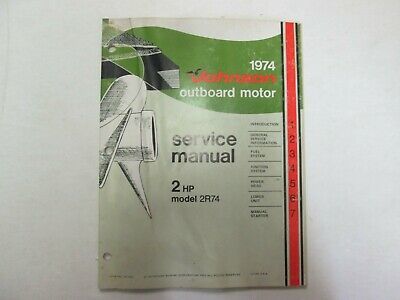 1974
Johnson
outboard motor
service
manual
2 HP
model 2R74
INTRODUCTION 1
GENERAL
SERVICE
INFORMATION 2
FUEL
SYSTEM 3
IGNITION
SYSTEM 4
POWER
HEAD 5
LOWER
UNIT 6
MANUAL
STARTER 7